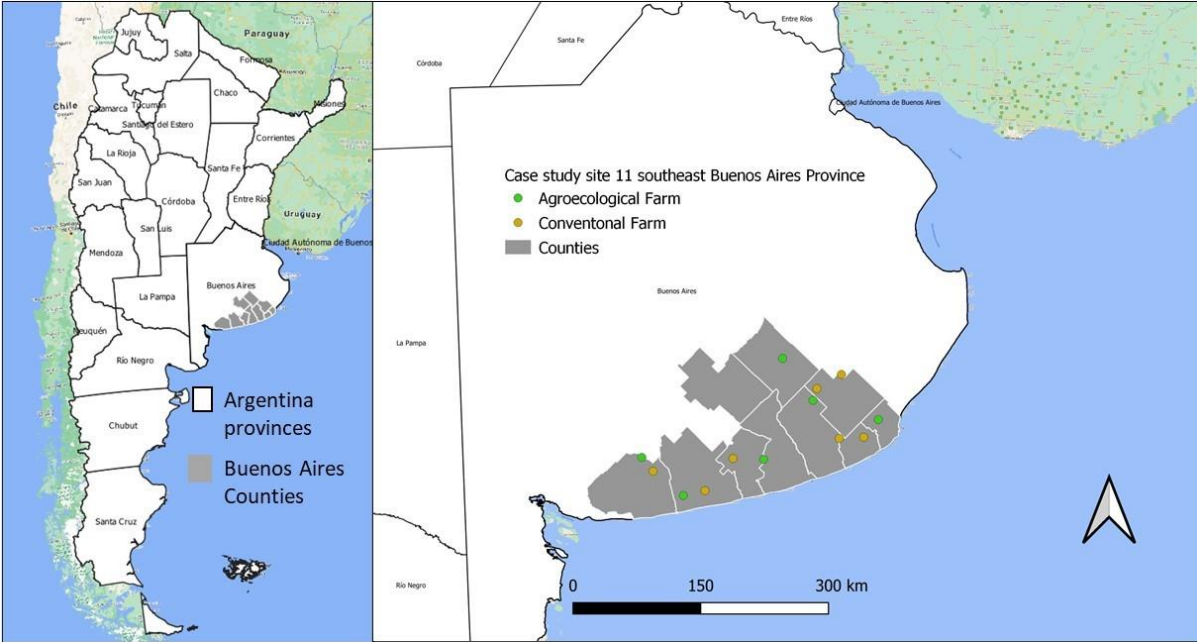 Jujuy
Salta
Paraguay
Formosa
Chaco
Misiones
Chile
Catamarca
Tucumán
Santiago del Estero
Corrientes
La Rioja
Santa Fe
San Juan
Córdoba
Entre Ríos
San Luis
Uruguay
Mendoza
Ciudad Autónoma de Buenos
Buenos Aires
La Pampa
Neuquén
Río Negro
Chubut
Santa Cruz
Argentina
provinces
Buenos Aires
Counties
Entre Ríos
Santa Fe
Córdoba
Ciudad Autónoma de Buenos Aires
Case study site 11 southeast Buenos Aires Province
Agroecological Farm
Conventonal Farm
Counties
Buenos Aires
La Pampa
Río Negro
0
150
300 km